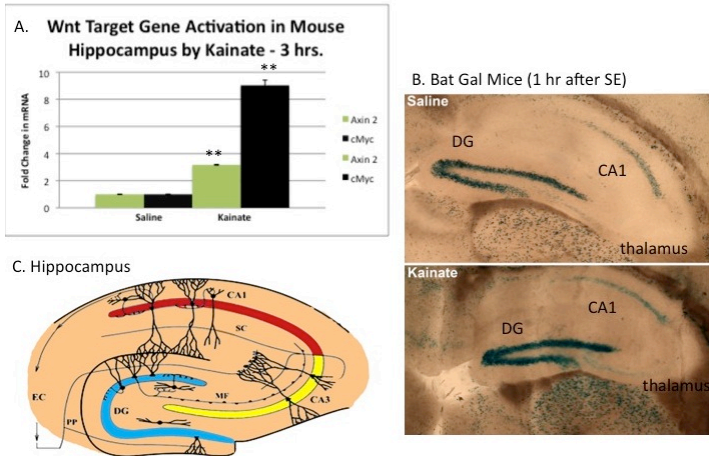 A.
Wnt Target Gene Activation in Mouse
Hippocampus by Kainate - 3 hrs.
Fold Change in mRNA
10
8
6
4
2
0
**
**
Saline
Kainate
Axin 2
cMyc
Axin 2
cMyc
B. Bat Gal Mice (1 hr after SE)
Saline
DG
CA1
thalamus
Kainate
CA1
DG
thalamus
C. Hippocampus
CA1
SC
EC
MF
DG
CA3
PP